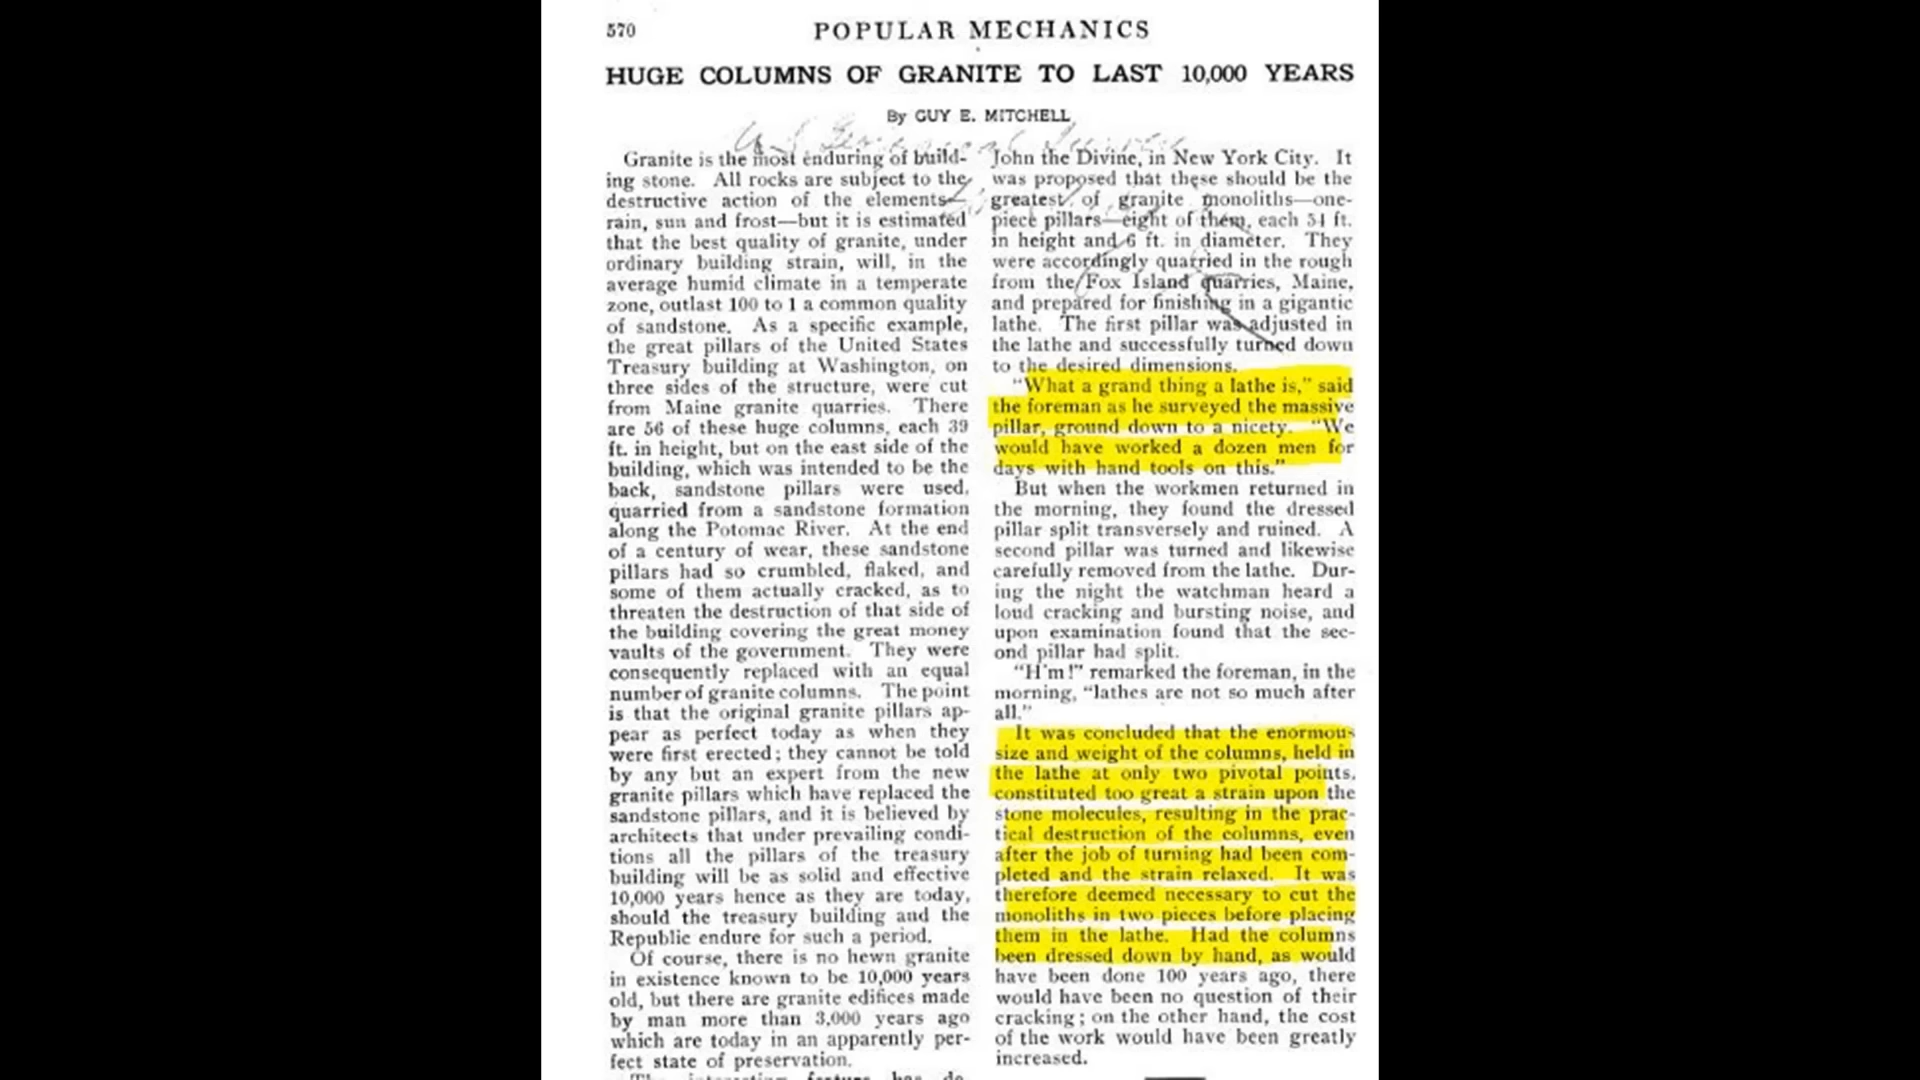 570
POPULAR MECHANICS
HUGE COLUMNS OF GRANITE TO LAST 10,000 YEARS
By GUY E. MITCHELL
Granite is the most enduring of build-
ing stone. All rocks are subject to the
destructive action of the elements—
rain, sun and frost—but it is estimated
that the best quality of granite, under
ordinary building strain, will, in the
average humid climate in a temperate
zone, outlast 100 to 1 a common quality
of sandstone. As a specific example,
the great pillars of the United States
Treasury building at Washington, on
three sides of the structure, were cut
from Maine granite quarries. There
are 56 of these huge columns, each 39
ft. in height, but on the east side of the
building, which was intended to be the
back, sandstone pillars were used,
quarried from a sandstone formation
along the Potomac River. At the end
of a century of wear, these sandstone
pillars had so crumbled, flaked, and
some of them actually cracked, as to
threaten the destruction of that side of
the building covering the great money
vaults of the government. They were
consequently replaced with an equal
number of granite columns. The point
is that the original granite pillars ap-
pear as perfect today as when they
were first erected; they cannot be told
by any but an expert from the new
granite pillars which have replaced the
sandstone pillars, and it is believed by
architects that under prevailing condi-
tions all the pillars of the treasury
building will be as solid and effective
10,000 years hence as they are today,
should the treasury building and the
Republic endure for such a period.
Of course, there is no hewn granite
in existence known to be 10,000 years
old, but there are granite edifices made
by man more than 3,000 years ago
which are today in an apparently per-
fect state of preservation.
The interesting feature has de-
John the Divine, in New York City. It
was proposed that these should be the
greatest of granite monoliths—one-
piece pillars—eight of them, each 54 ft.
in height and 6 ft. in diameter. They
were accordingly quarried in the rough
from the Fox Island quarries, Maine,
and prepared for finishing in a gigantic
lathe. The first pillar was adjusted in
the lathe and successfully turned down
to the desired dimensions.
"What a grand thing a lathe is," said
the foreman as he surveyed the massive
pillar, ground down to a nicety. "We
would have worked a dozen men for
days with hand tools on this."
But when the workmen returned in
the morning, they found the dressed
pillar split transversely and ruined. A
second pillar was turned and likewise
carefully removed from the lathe. Dur-
ing the night the watchman heard a
loud cracking and bursting noise, and
upon examination found that the sec-
ond pillar had split.
"H'm!" remarked the foreman, in the
morning, "lathes are not so much after
all."
It was concluded that the enormous
size and weight of the columns, held in
the lathe at only two pivotal points,
constituted too great a strain upon the
stone molecules, resulting in the prac-
tical destruction of the columns, even
after the job of turning had been com-
pleted and the strain relaxed. It was
therefore deemed necessary to cut the
monoliths in two pieces before placing
them in the lathe. Had the columns
been dressed down by hand, as would
have been done 100 years ago, there
would have been no question of their
cracking; on the other hand, the cost
of the work would have been greatly
increased.